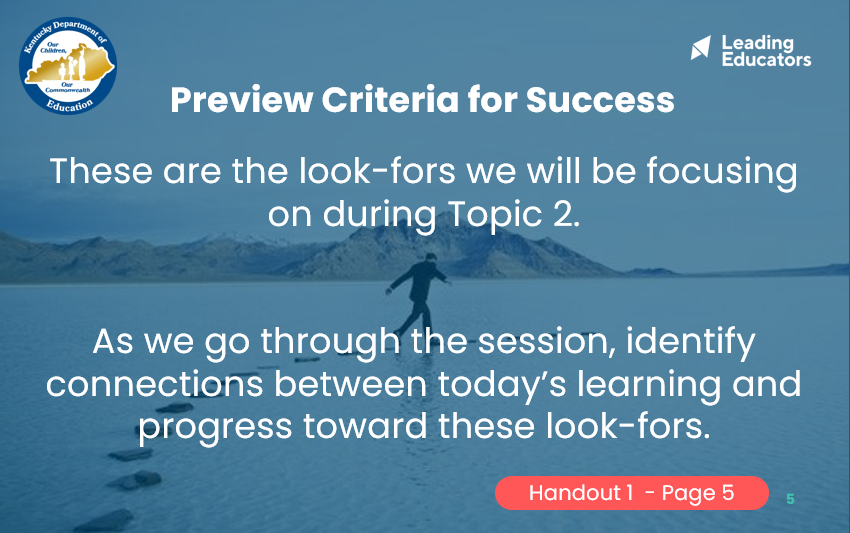 Kentucky Department of
Our
Children,
Our
Commonwealth
Education
Leading
Educators
Preview Criteria for Success
These are the look-fors we will be focusing
on during Topic 2.
As we go through the session, identify
connections between today’s learning and
progress toward these look-fors.
Handout 1 - Page 5
5